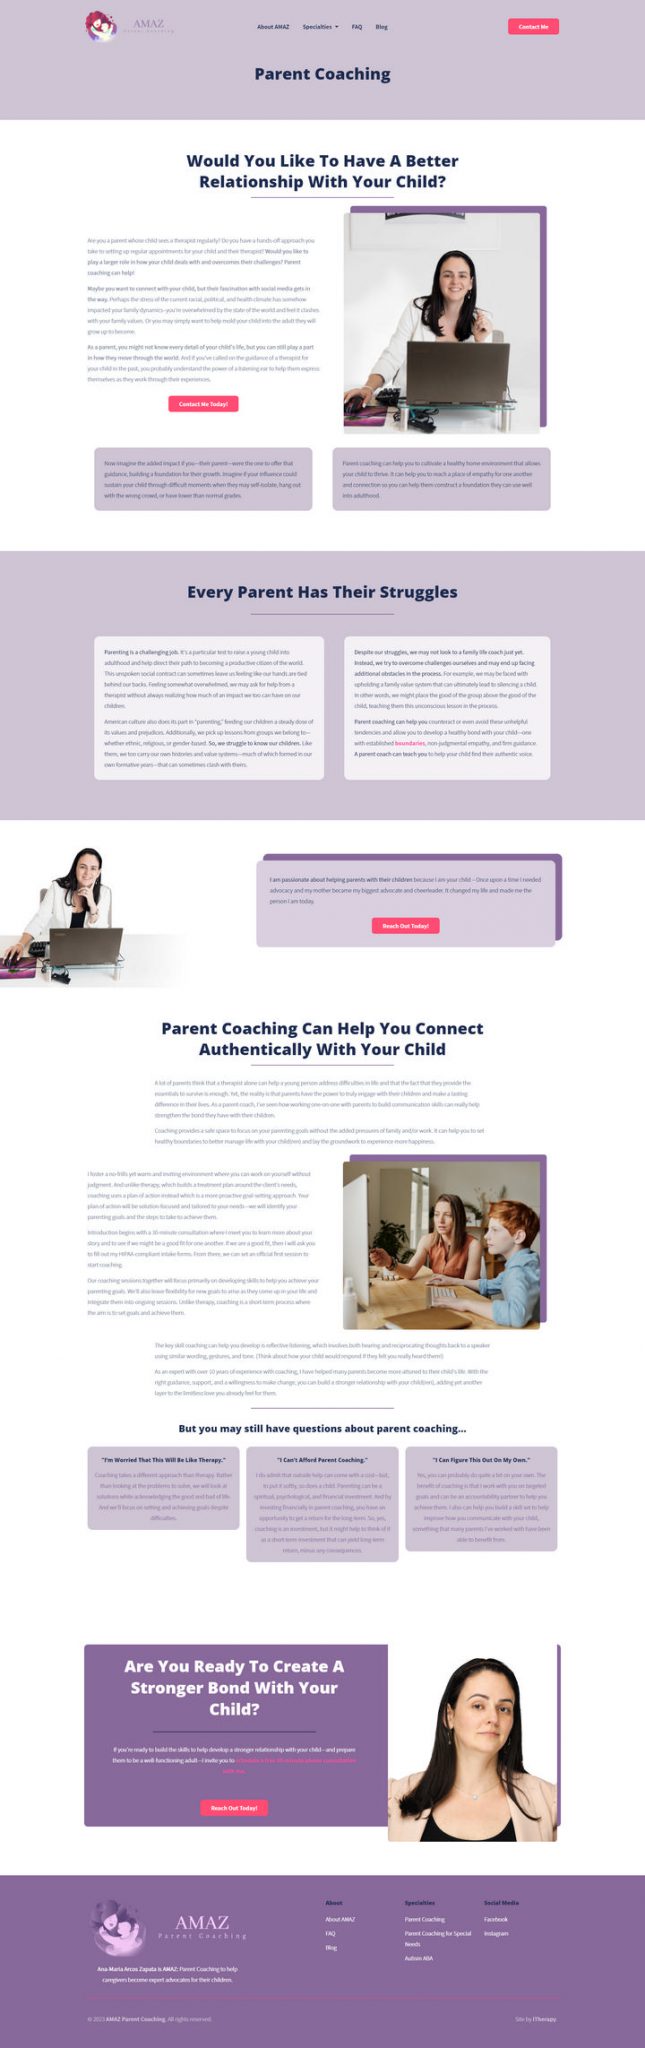 AMAZ
Parent Coaching
About AMAZ
Specialties
FAQ
Blog
Contact Me
Parent Coaching
Would You Like To Have A Better
Relationship With Your Child?
Are you a parent whose child sees a therapist regularly? Do you have a hands-off approach you
take to setting up regular appointments for your child and their therapist? Would you like to
play a larger role in how your child deals with and overcomes their challenges? Parent
coaching can help!
Maybe you want to connect with your child, but their fascination with social media gets in
the way. Perhaps the stress of the current racial, political, and health climate has somehow
impacted your family dynamics—you're overwhelmed by the state of the world and feel it clashes
with your family values. Or you may simply want to help mold your child into the adult they will
grow up to become.
As a parent, you might not know every detail of your child's life, but you can still play a part
in how they move through the world. And if you've called on the guidance of a therapist for
your child in the past, you probably understand the power of a listening ear to help them express
themselves as they work through their experiences.
Contact Me Today!
Now imagine the added impact if you—their parent—were the one to offer that
guidance, building a foundation for their growth. Imagine if your influence could
sustain your child through difficult moments when they may self-isolate, hang out
with the wrong crowd, or have lower than normal grades.
Parent coaching can help you to cultivate a healthy home environment that allows
your child to thrive. It can help you to reach a place of empathy for one another
and connection so you can help them construct a foundation they can use well
into adulthood.
Every Parent Has Their Struggles
Parenting is a challenging job. It's a particular test to raise a young child into
adulthood and help direct their path to becoming a productive citizen of the world.
This unspoken social contract can sometimes leave us feeling like our hands are tied
behind our backs. Feeling somewhat overwhelmed, we may ask for help from a
therapist without always realizing how much of an impact we too can have on our
children.
American culture also does its part in "parenting," feeding our children a steady dose of
its values and prejudices. Additionally, we pick up lessons from groups we belong to—
whether ethnic, religious, or gender-based. So, we struggle to know our children. Like
them, we too carry our own histories and value systems—much of which formed in our
own formative years—that can sometimes clash with theirs.
Despite our struggles, we may not look to a family life coach just yet.
Instead, we try to overcome challenges ourselves and may end up facing
additional obstacles in the process. For example, we may be faced with
upholding a family value system that can ultimately lead to silencing a child.
In other words, we might place the good of the group above the good of the
child, teaching them this unconscious lesson in the process.
Parent coaching can help you counteract or even avoid these unhelpful
tendencies and allow you to develop a healthy bond with your child—one
with established boundaries, non-judgmental empathy, and firm guidance.
A parent coach can teach you to help your child find their authentic voice.
I am passionate about helping parents with their children because I am your child – Once upon a time I needed
advocacy and my mother became my biggest advocate and cheerleader. It changed my life and made me the
person I am today.
Reach Out Today!
Parent Coaching Can Help You Connect
Authentically With Your Child
A lot of parents think that a therapist alone can help a young person address difficulties in life and that the fact that they provide the
essentials to survive is enough. Yet, the reality is that parents have the power to truly engage with their children and make a lasting
difference in their lives. As a parent coach, I've seen how working one-on-one with parents to build communication skills can really help
strengthen the bond they have with their children.
Coaching provides a safe space to focus on your parenting goals without the added pressures of family and/or work. It can help you to set
healthy boundaries to better manage life with your child(ren) and lay the groundwork to experience more happiness.
I foster a no-frills yet warm and inviting environment where you can work on yourself without
judgment. And unlike therapy, which builds a treatment plan around the client's needs,
coaching uses a plan of action instead which is a more proactive goal-setting approach. Your
plan of action will be solution-focused and tailored to your needs—we will identify your
parenting goals and the steps to take to achieve them.
Introduction begins with a 30-minute consultation where I meet you to learn more about your
story and to see if we might be a good fit for one another. If we are a good fit, then I will ask you
to fill out my HIPAA-compliant intake forms. From there, we can set an official first session to
start coaching.
Our coaching sessions together will focus primarily on developing skills to help you achieve your
parenting goals. We'll also leave flexibility for new goals to arise as they come up in your life and
integrate them into ongoing sessions. Unlike therapy, coaching is a short-term process where
the aim is to set goals and achieve them.
The key skill coaching can help you develop is reflective listening, which involves both hearing and reciprocating thoughts back to a speaker
using similar wording, gestures, and tone. (Think about how your child would respond if they felt you really heard them!)
As an expert with over 10 years of experience with coaching, I have helped many parents become more attuned to their child's life. With the
right guidance, support, and a willingness to make change, you can build a stronger relationship with your child(ren), adding yet another
layer to the limitless love you already feel for them.
But you may still have questions about parent coaching...
"I'm Worried That This Will Be Like Therapy."
Coaching takes a different approach than therapy. Rather
than looking at the problems to solve, we will look at
solutions while acknowledging the good and bad of life.
And we'll focus on setting and achieving goals despite
difficulties.
"I Can't Afford Parent Coaching."
I do admit that outside help can come with a cost—but,
to put it softly, so does a child. Parenting can be a
spiritual, psychological, and financial investment. And by
investing financially in parent coaching, you have an
opportunity to get a return for the long-term. So, yes,
coaching is an investment, but it might help to think of it
as a short-term investment that can yield long-term
return, minus any consequences.
"I Can Figure This Out On My Own."
Yes, you can probably do quite a bit on your own. The
benefit of coaching is that I work with you on targeted
goals and can be an accountability partner to help you
achieve them. I also can help you build a skill set to help
improve how you communicate with your child,
something that many parents I've worked with have been
able to benefit from.
Are You Ready To Create A
Stronger Bond With Your
Child?
If you're ready to build the skills to help develop a stronger relationship with your child—and prepare
them to be a well-functioning adult—I invite you to schedule a free 30-minute phone consultation
with me.
Reach Out Today!
AMAZ
Parent Coaching
Ana-Maria Arcos Zapata is AMAZ: Parent Coaching to help
caregivers become expert advocates for their children.
About
About AMAZ
FAQ
Blog
Specialties
Parent Coaching
Parent Coaching for Special
Needs
Autism ABA
Social Media
Facebook
Instagram
© 2023 AMAZ Parent Coaching. All rights reserved.
Site by iTherapy.